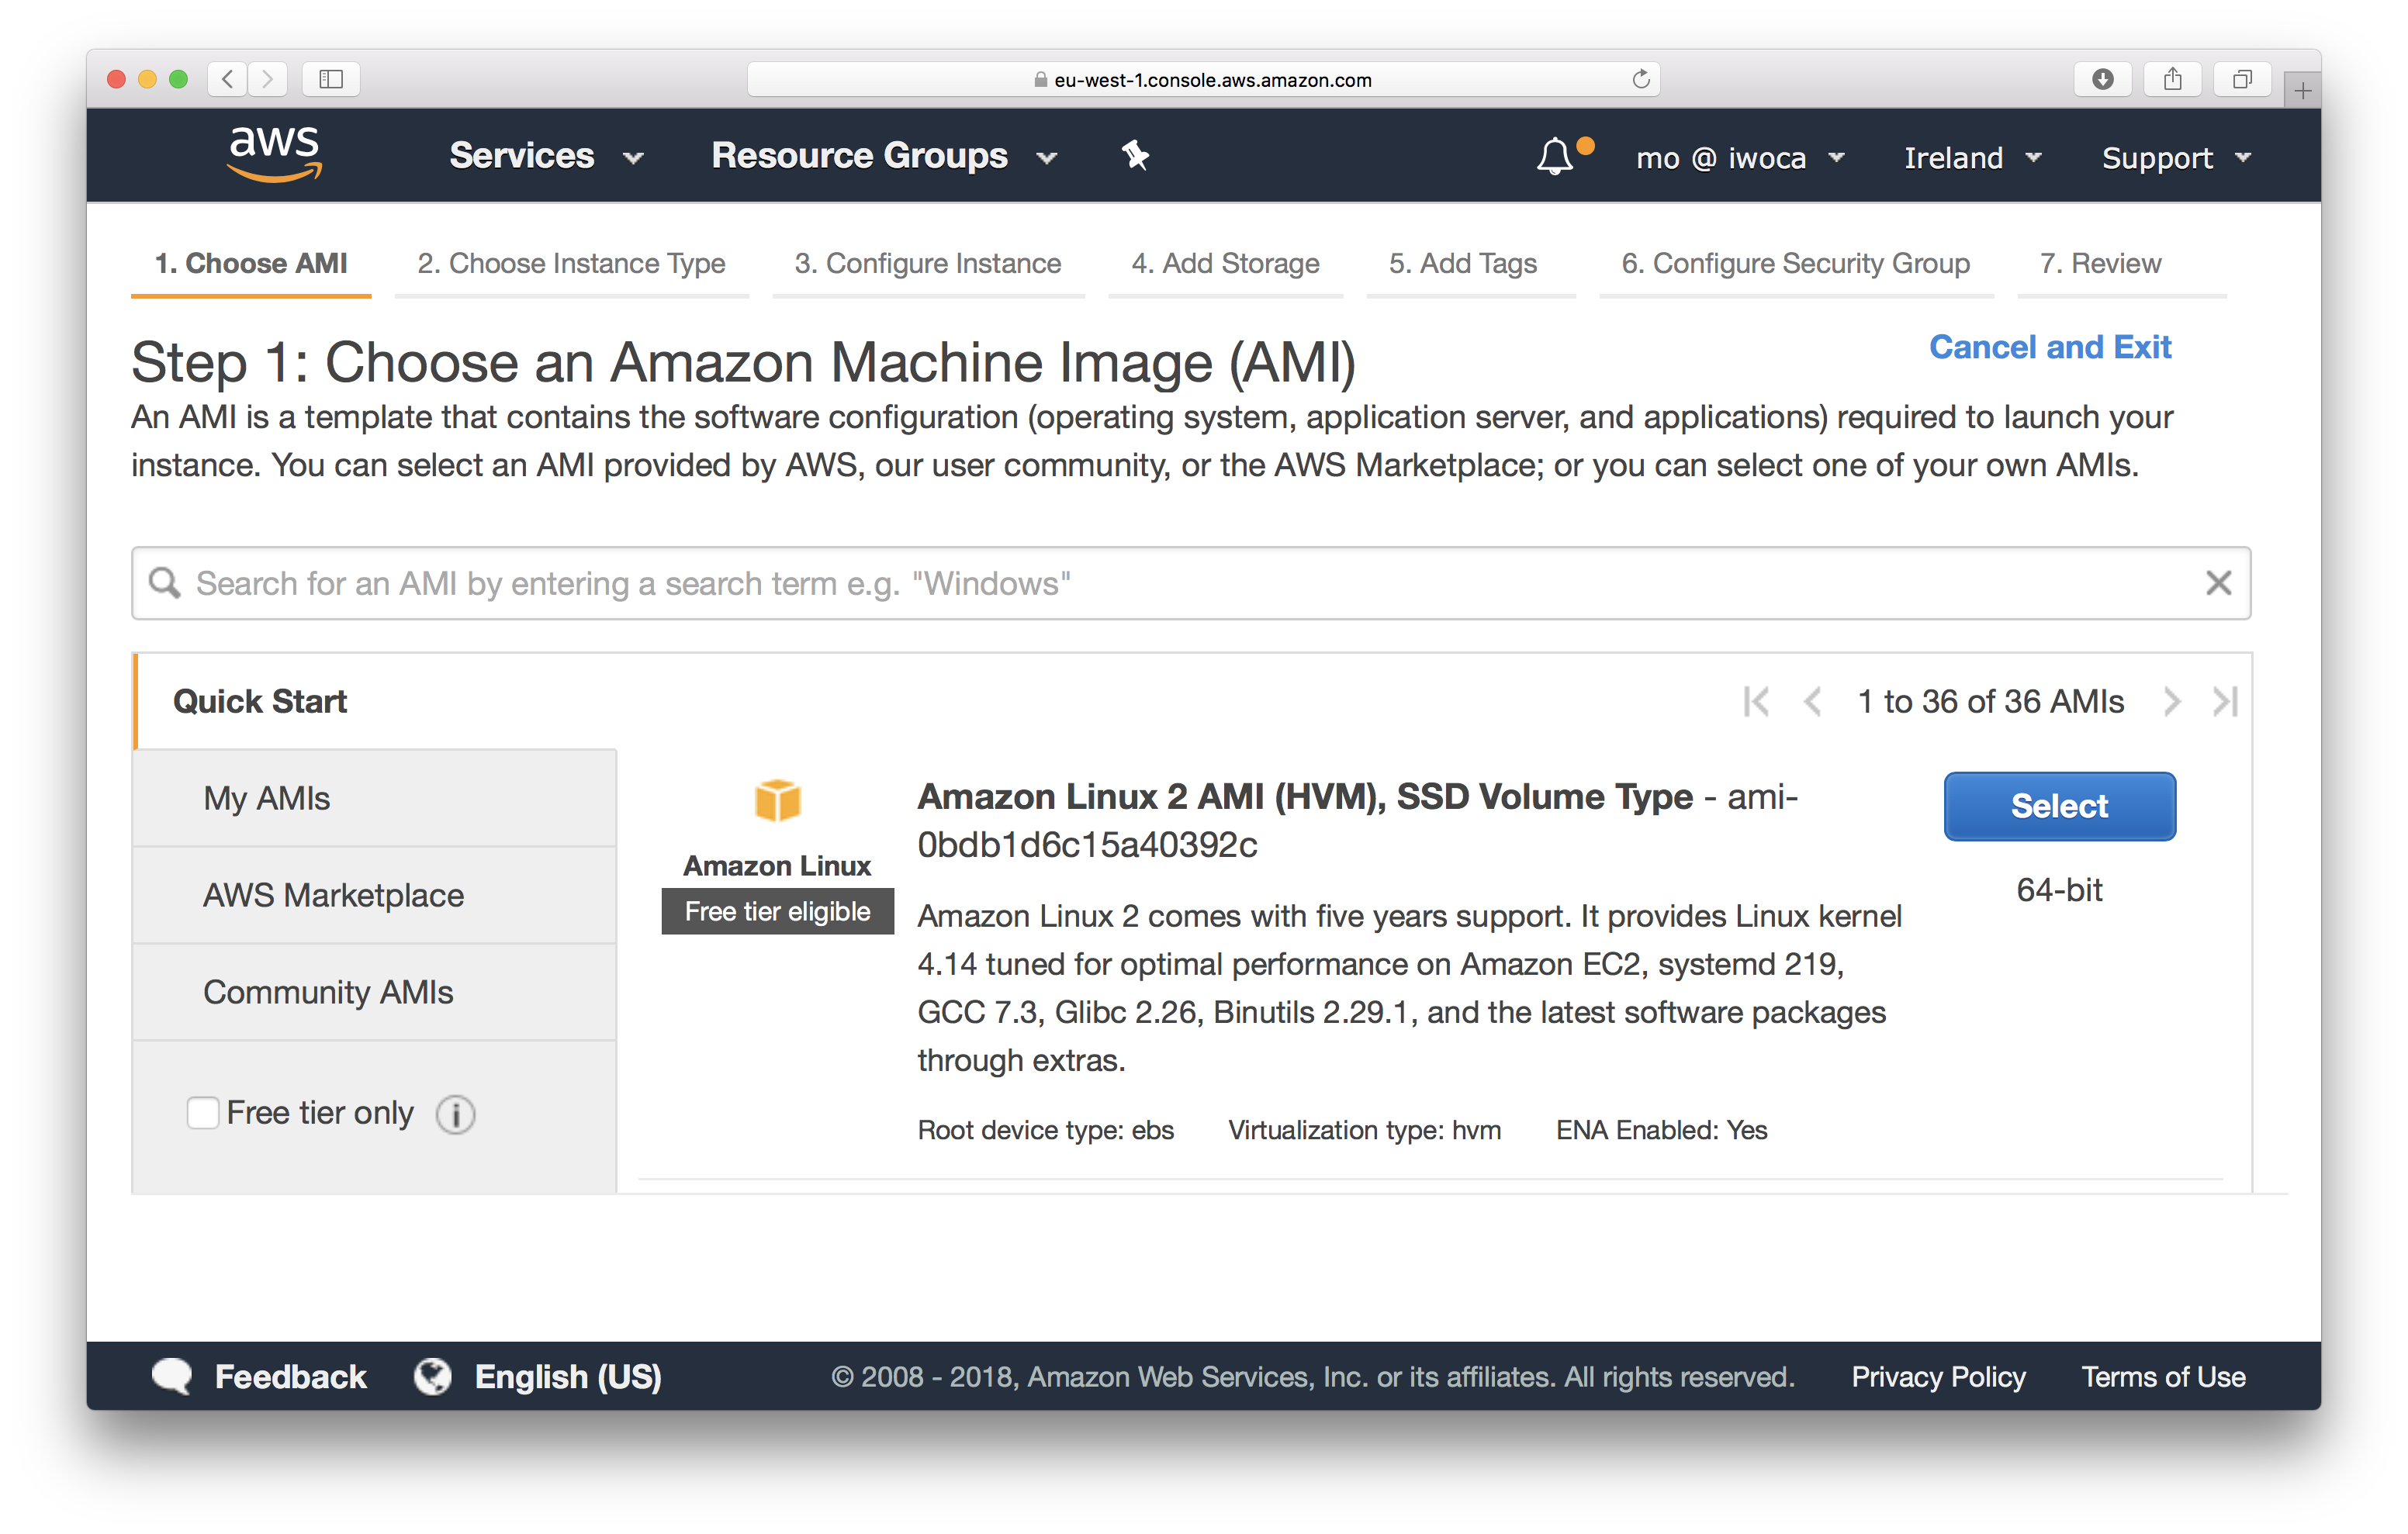 eu-west-1.console.aws.amazon.com
aws Services Resource Groups mo @ iwoca Ireland Support
1. Choose AMI 2. Choose Instance Type 3. Configure Instance 4. Add Storage 5. Add Tags 6. Configure Security Group 7. Review
Step 1: Choose an Amazon Machine Image (AMI)
Cancel and Exit
An AMI is a template that contains the software configuration (operating system, application server, and applications) required to launch your
instance. You can select an AMI provided by AWS, our user community, or the AWS Marketplace; or you can select one of your own AMIs.
Search for an AMI by entering a search term e.g. "Windows"
Quick Start
1 to 36 of 36 AMIs
My AMIs
AWS Marketplace
Community AMIs
Free tier only
Amazon Linux
Free tier eligible
Amazon Linux 2 AMI (HVM), SSD Volume Type - ami-
0bdb1d6c15a40392c
Amazon Linux 2 comes with five years support. It provides Linux kernel
4.14 tuned for optimal performance on Amazon EC2, systemd 219,
GCC 7.3, Glibc 2.26, Binutils 2.29.1, and the latest software packages
through extras.
Root device type: ebs Virtualization type: hvm ENA Enabled: Yes
Select
64-bit
Feedback English (US) © 2008 - 2018, Amazon Web Services, Inc. or its affiliates. All rights reserved. Privacy Policy Terms of Use